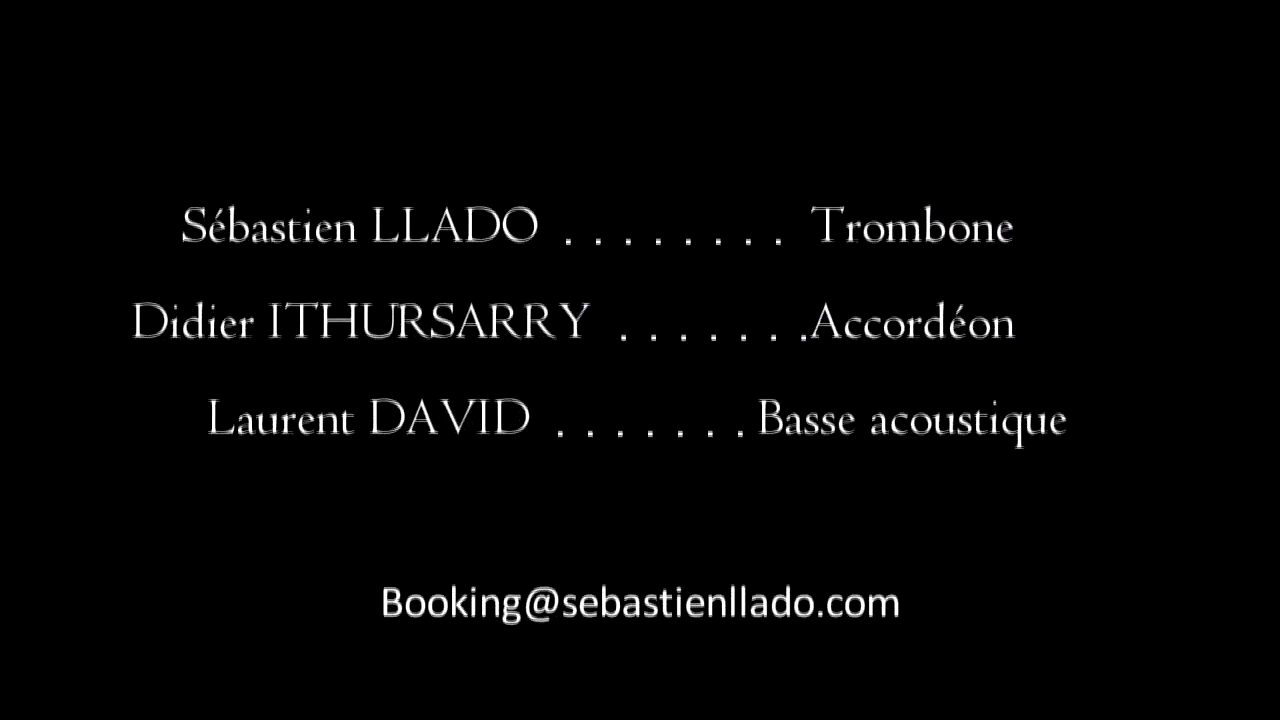 Sébastien LLADO . . . . . . . . Trombone
Didier ITHURSARRY . . . . . . .Accordéon
Laurent DAVID . . . . . . . Basse acoustique
Booking@sebastienllado.com